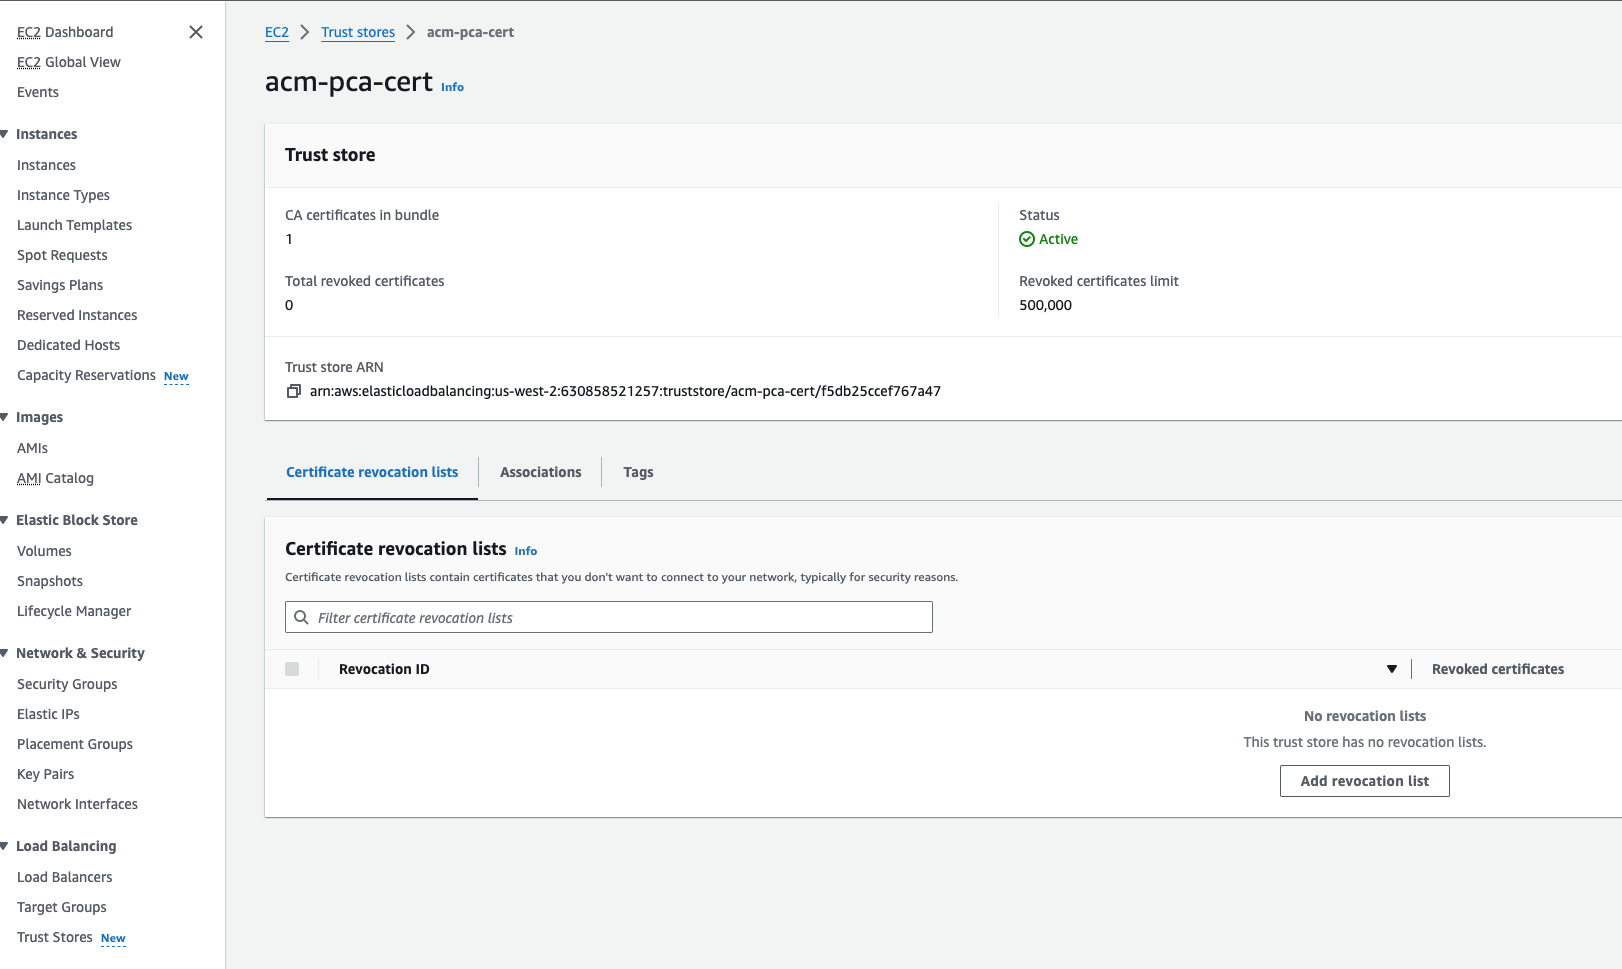 EC2 Dashboard
EC2 Global View
Events
Instances
Instances
Instance Types
Launch Templates
Spot Requests
Savings Plans
Reserved Instances
Dedicated Hosts
Capacity Reservations New
Images
AMIs
AMI Catalog
Elastic Block Store
Volumes
Snapshots
Lifecycle Manager
Network & Security
Security Groups
Elastic IPs
Placement Groups
Key Pairs
Network Interfaces
Load Balancing
Load Balancers
Target Groups
Trust Stores New
EC2 > Trust stores > acm-pca-cert
acm-pca-cert Info
Trust store
CA certificates in bundle
1
Status
Active
Total revoked certificates
0
Revoked certificates limit
500,000
Trust store ARN
arn:aws:elasticloadbalancing:us-west-2:630858521257:truststore/acm-pca-cert/f5db25ccef767a47
Certificate revocation lists
Associations
Tags
Certificate revocation lists Info
Certificate revocation lists contain certificates that you don't want to connect to your network, typically for security reasons.
Filter certificate revocation lists
Revocation ID
Revoked certificates
No revocation lists
This trust store has no revocation lists.
Add revocation list